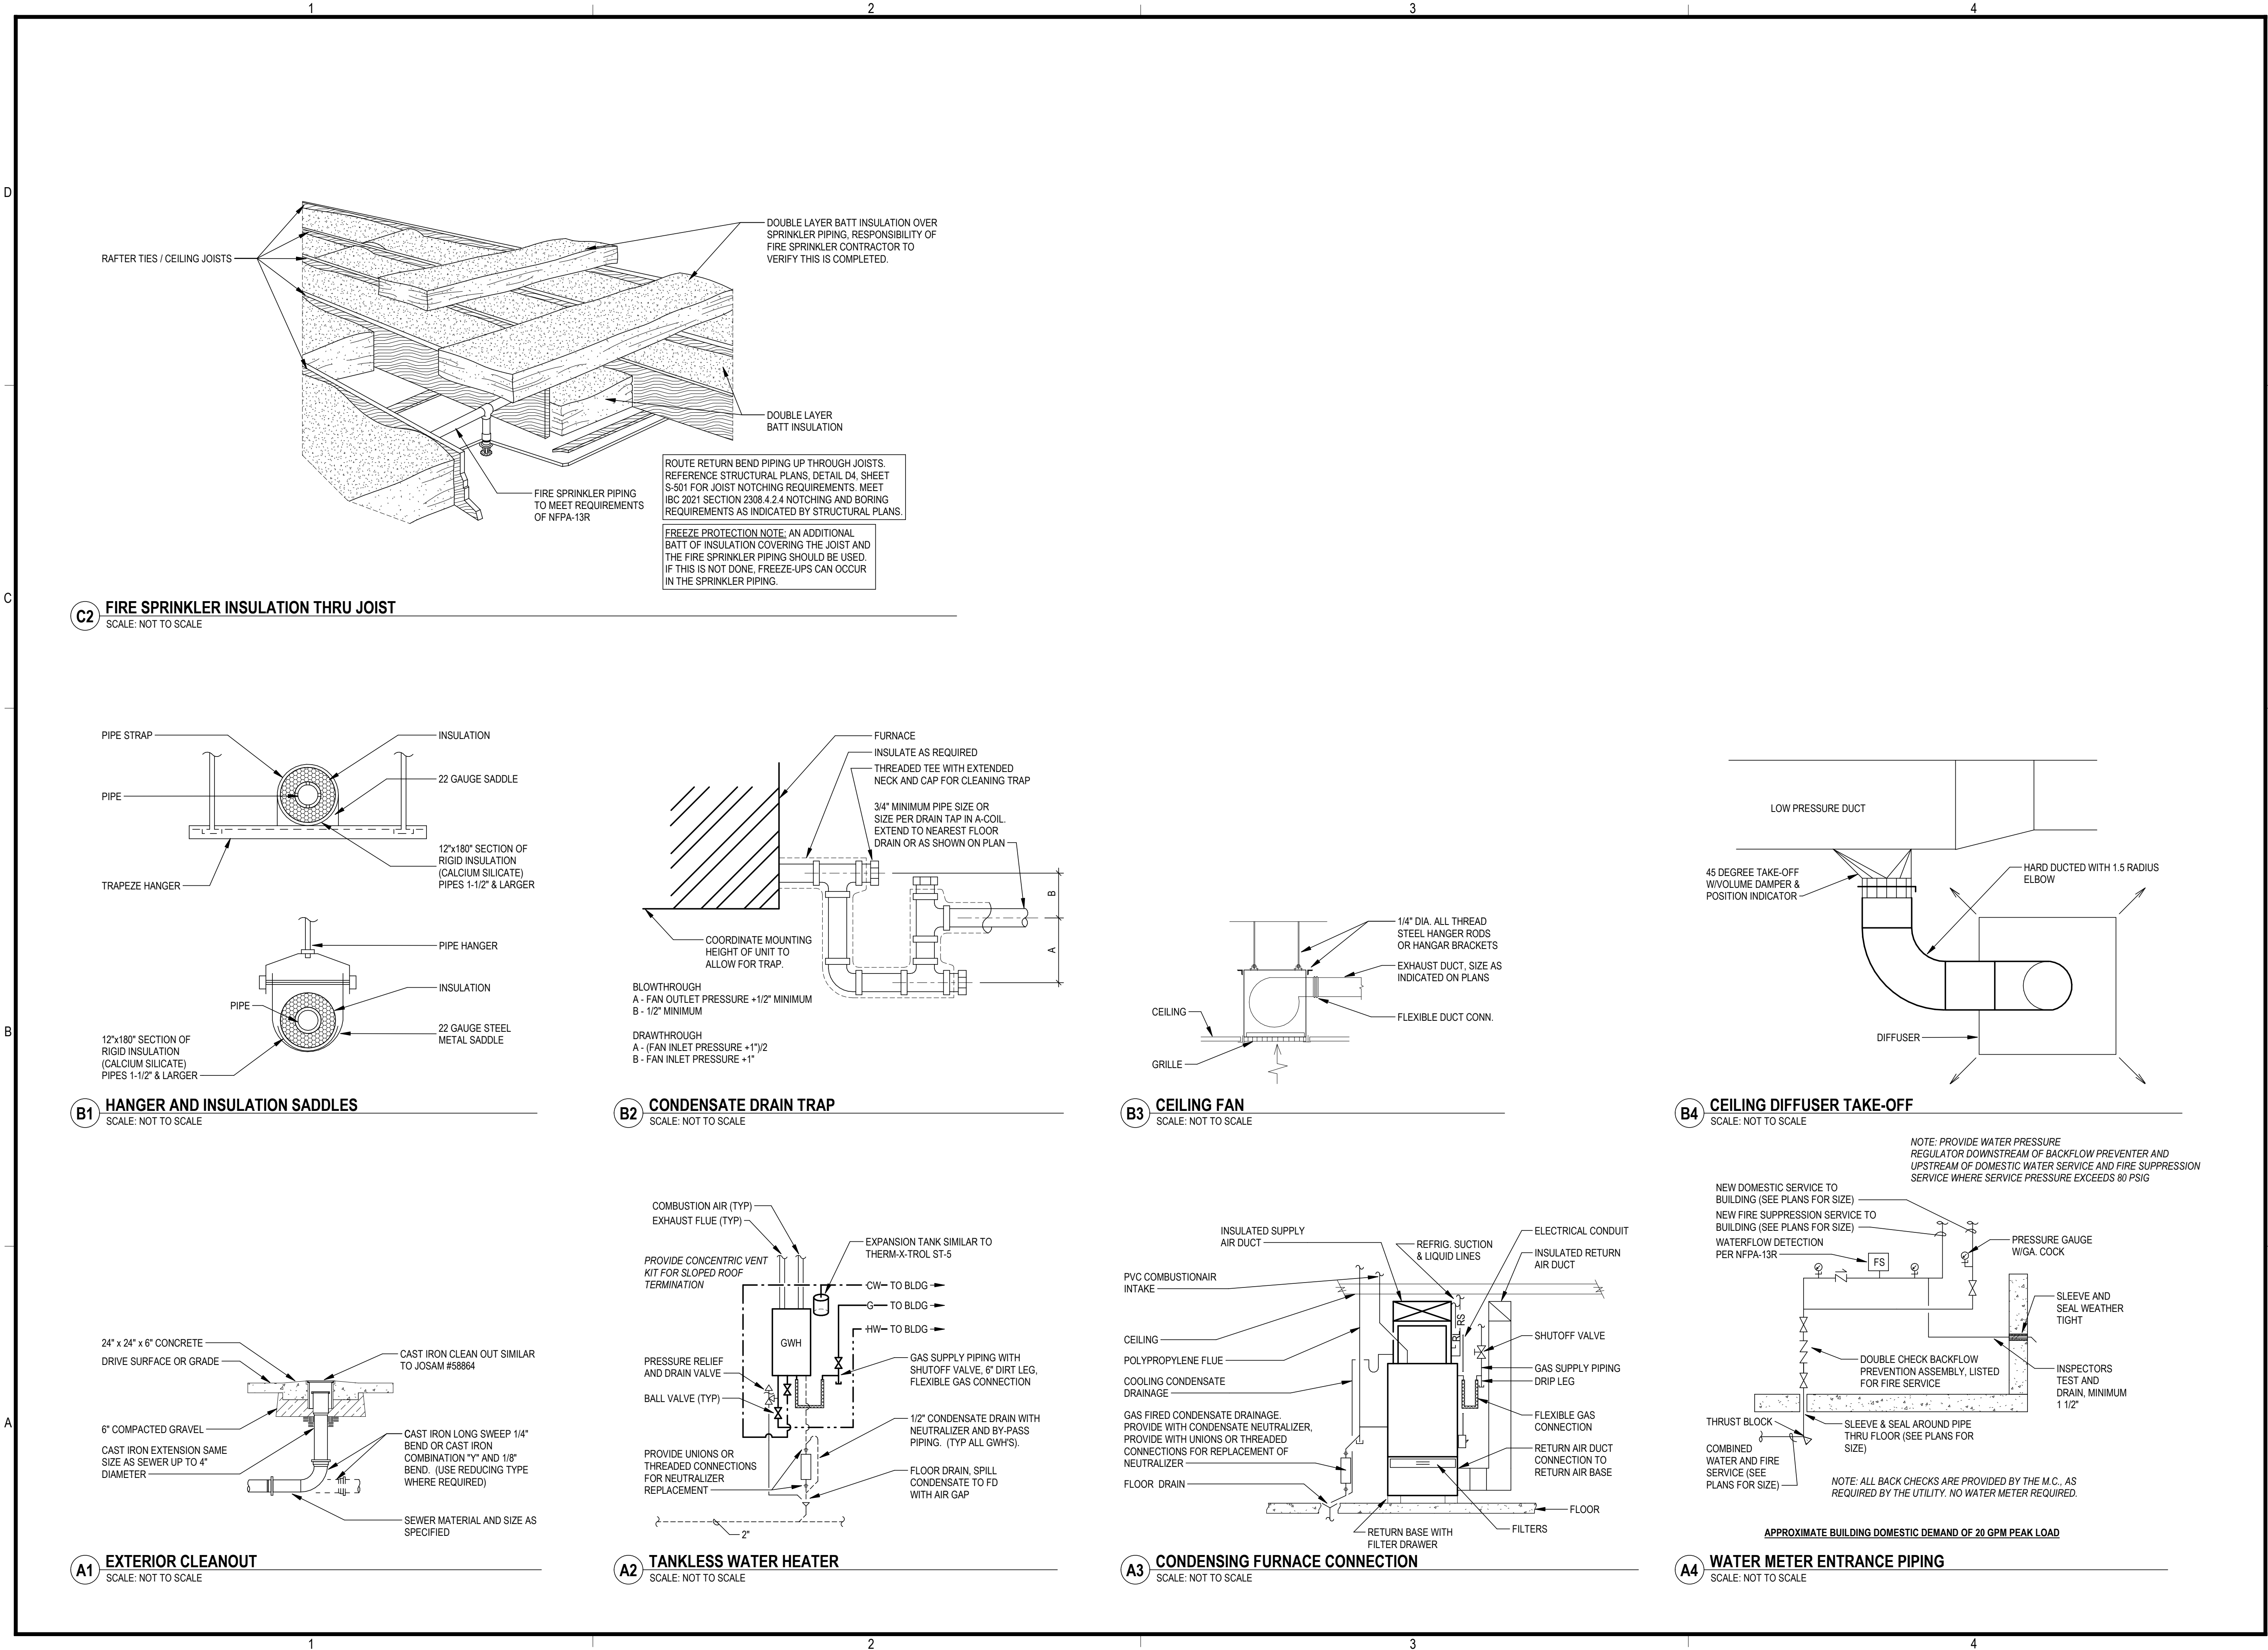 1
2
3
4
D
C
B
A
RAFTER TIES / CEILING JOISTS
DOUBLE LAYER BATT INSULATION OVER
SPRINKLER PIPING, RESPONSIBILITY OF
FIRE SPRINKLER CONTRACTOR TO
VERIFY THIS IS COMPLETED.
DOUBLE LAYER
BATT INSULATION
FIRE SPRINKLER PIPING
TO MEET REQUIREMENTS
OF NFPA-13R
ROUTE RETURN BEND PIPING UP THROUGH JOISTS.
REFERENCE STRUCTURAL PLANS, DETAIL D4, SHEET
S-501 FOR JOIST NOTCHING REQUIREMENTS. MEET
IBC 2021 SECTION 2308.4.2.4 NOTCHING AND BORING
REQUIREMENTS AS INDICATED BY STRUCTURAL PLANS.
FREEZE PROTECTION NOTE: AN ADDITIONAL
BATT OF INSULATION COVERING THE JOIST AND
THE FIRE SPRINKLER PIPING SHOULD BE USED.
IF THIS IS NOT DONE, FREEZE-UPS CAN OCCUR
IN THE SPRINKLER PIPING.
C2 FIRE SPRINKLER INSULATION THRU JOIST
SCALE: NOT TO SCALE
PIPE STRAP
INSULATION
22 GAUGE SADDLE
PIPE
12"x180" SECTION OF
RIGID INSULATION
(CALCIUM SILICATE)
PIPES 1-1/2" & LARGER
TRAPEZE HANGER
PIPE HANGER
INSULATION
PIPE
22 GAUGE STEEL
METAL SADDLE
12"x180" SECTION OF
RIGID INSULATION
(CALCIUM SILICATE)
PIPES 1-1/2" & LARGER
B1 HANGER AND INSULATION SADDLES
SCALE: NOT TO SCALE
FURNACE
INSULATE AS REQUIRED
THREADED TEE WITH EXTENDED
NECK AND CAP FOR CLEANING TRAP
3/4" MINIMUM PIPE SIZE OR
SIZE PER DRAIN TAP IN A-COIL.
EXTEND TO NEAREST FLOOR
DRAIN OR AS SHOWN ON PLAN
B
A
COORDINATE MOUNTING
HEIGHT OF UNIT TO
ALLOW FOR TRAP.
BLOWTHROUGH
A - FAN OUTLET PRESSURE +1/2" MINIMUM
B - 1/2" MINIMUM
DRAWTHROUGH
A - (FAN INLET PRESSURE +1")/2
B - FAN INLET PRESSURE +1"
B2 CONDENSATE DRAIN TRAP
SCALE: NOT TO SCALE
1/4" DIA. ALL THREAD
STEEL HANGER RODS
OR HANGAR BRACKETS
EXHAUST DUCT, SIZE AS
INDICATED ON PLANS
FLEXIBLE DUCT CONN.
CEILING
GRILLE
B3 CEILING FAN
SCALE: NOT TO SCALE
LOW PRESSURE DUCT
45 DEGREE TAKE-OFF
W/VOLUME DAMPER &
POSITION INDICATOR
HARD DUCTED WITH 1.5 RADIUS
ELBOW
DIFFUSER
B4 CEILING DIFFUSER TAKE-OFF
SCALE: NOT TO SCALE
24" x 24" x 6" CONCRETE
DRIVE SURFACE OR GRADE
CAST IRON CLEAN OUT SIMILAR
TO JOSAM #58864
6" COMPACTED GRAVEL
CAST IRON EXTENSION SAME
SIZE AS SEWER UP TO 4"
DIAMETER
CAST IRON LONG SWEEP 1/4"
BEND OR CAST IRON
COMBINATION "Y" AND 1/8"
BEND. (USE REDUCING TYPE
WHERE REQUIRED)
SEWER MATERIAL AND SIZE AS
SPECIFIED
A1 EXTERIOR CLEANOUT
SCALE: NOT TO SCALE
COMBUSTION AIR (TYP)
EXHAUST FLUE (TYP)
PROVIDE CONCENTRIC VENT
KIT FOR SLOPED ROOF
TERMINATION
EXPANSION TANK SIMILAR TO
THERM-X-TROL ST-5
CW TO BLDG
G TO BLDG
HW TO BLDG
GWH
PRESSURE RELIEF
AND DRAIN VALVE
BALL VALVE (TYP)
GAS SUPPLY PIPING WITH
SHUTOFF VALVE, 6" DIRT LEG,
FLEXIBLE GAS CONNECTION
1/2" CONDENSATE DRAIN WITH
NEUTRALIZER AND BY-PASS
PIPING. (TYP ALL GWH'S).
PROVIDE UNIONS OR
THREADED CONNECTIONS
FOR NEUTRALIZER
REPLACEMENT
FLOOR DRAIN, SPILL
CONDENSATE TO FD
WITH AIR GAP
2"
A2 TANKLESS WATER HEATER
SCALE: NOT TO SCALE
INSULATED SUPPLY
AIR DUCT
REFRIG. SUCTION
& LIQUID LINES
ELECTRICAL CONDUIT
INSULATED RETURN
AIR DUCT
PVC COMBUSTIONAIR
INTAKE
RS
RL
CEILING
SHUTOFF VALVE
POLYPROPYLENE FLUE
GAS SUPPLY PIPING
COOLING CONDENSATE
DRAINAGE
DRIP LEG
GAS FIRED CONDENSATE DRAINAGE.
PROVIDE WITH CONDENSATE NEUTRALIZER,
PROVIDE WITH UNIONS OR THREADED
CONNECTIONS FOR REPLACEMENT OF
NEUTRALIZER
FLEXIBLE GAS
CONNECTION
RETURN AIR DUCT
CONNECTION TO
RETURN AIR BASE
FLOOR DRAIN
FLOOR
RETURN BASE WITH
FILTER DRAWER
FILTERS
A3 CONDENSING FURNACE CONNECTION
SCALE: NOT TO SCALE
NOTE: PROVIDE WATER PRESSURE
REGULATOR DOWNSTREAM OF BACKFLOW PREVENTER AND
UPSTREAM OF DOMESTIC WATER SERVICE AND FIRE SUPPRESSION
SERVICE WHERE SERVICE PRESSURE EXCEEDS 80 PSIG
NEW DOMESTIC SERVICE TO
BUILDING (SEE PLANS FOR SIZE)
NEW FIRE SUPPRESSION SERVICE TO
BUILDING (SEE PLANS FOR SIZE)
WATERFLOW DETECTION
PER NFPA-13R
FS
PRESSURE GAUGE
W/GA. COCK
SLEEVE AND
SEAL WEATHER
TIGHT
DOUBLE CHECK BACKFLOW
PREVENTION ASSEMBLY, LISTED
FOR FIRE SERVICE
INSPECTORS
TEST AND
DRAIN, MINIMUM
1 1/2"
THRUST BLOCK
SLEEVE & SEAL AROUND PIPE
THRU FLOOR (SEE PLANS FOR
SIZE)
COMBINED
WATER AND FIRE
SERVICE (SEE
PLANS FOR SIZE)
NOTE: ALL BACK CHECKS ARE PROVIDED BY THE M.C., AS
REQUIRED BY THE UTILITY. NO WATER METER REQUIRED.
APPROXIMATE BUILDING DOMESTIC DEMAND OF 20 GPM PEAK LOAD
A4 WATER METER ENTRANCE PIPING
SCALE: NOT TO SCALE
1
2
3
4